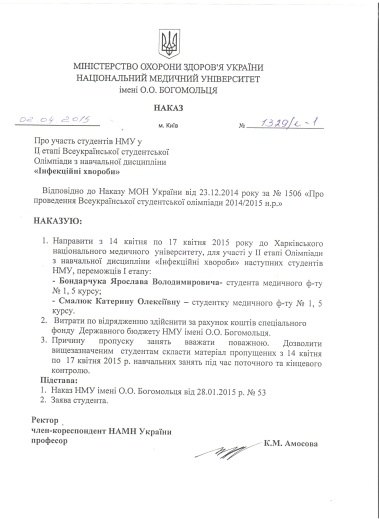 МІНІСТЕРСТВО ОХОРОНИ ЗДОРОВ'Я УКРАЇНИ
НАЦІОНАЛЬНИЙ МЕДИЧНИЙ УНІВЕРСИТЕТ
імені О.О. БОГОМОЛЬЦЯ
НАКАЗ
02 04 2015 м. Київ № 1329/с-1
Про участь студентів НМУ у
ІІ етапі Всеукраїнської студентської
Олімпіади з навчальної дисципліни
«Інфекційні хвороби»
Відповідно до Наказу МОН України від 23.12.2014 року за № 1506 «Про
проведення Всеукраїнської студентської олімпіади 2014/2015 н.р.»
НАКАЗУЮ:
1. Направити з 14 квітня по 17 квітня 2015 року до Харківського
національного медичного університету, для участі у ІІ етапі Олімпіади
з навчальної дисципліни «Інфекційні хвороби» наступних студентів
НМУ, переможців І етапу:
- Бондарчука Ярослава Володимировича- студента медичного ф-ту
№ 1, 5 курсу;
- Смалюк Катерину Олексіївну – студентку медичного ф-ту № 1, 5
курсу.
2. Витрати по відрядженню здійснити за рахунок коштів спеціального
фонду Державного бюджету НМУ імені О.О. Богомольця.
3. Причину пропуску занять вважати поважною. Дозволити
вищезазначеним студентам скласти матеріал пропущених з 14 квітня
по 17 квітня 2015 р. навчальних занять під час поточного та кінцевого
контролю.
Підстава:
1. Наказ НМУ імені О.О. Богомольця від 28.01.2015 р. № 53
2. Заява студента.
Ректор
член-кореспондент НАМН України
професор К.М. Амосова